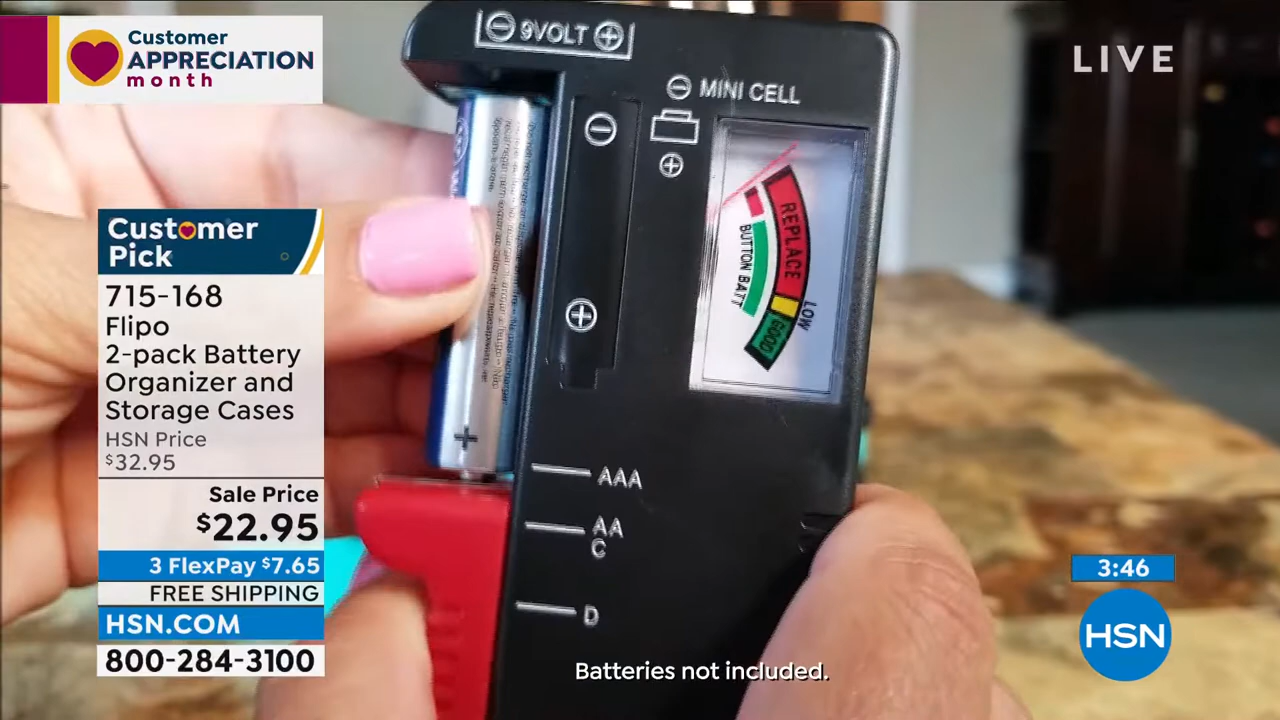 Customer
APPRECIATION
month
LIVE
⊖ 9VOLT ⊕
⊖ MINI CELL
⊖
⊕
⊕
REPLACE
LOW
GOOD
BUTTON BATT
+
AAA
AA
C
D
Customer
Pick
715-168
Flipo
2-pack Battery
Organizer and
Storage Cases
HSN Price
$32.95
Sale Price
$22.95
3 FlexPay $7.65
FREE SHIPPING
HSN.COM
800-284-3100
Batteries not included.
3:46
HSN